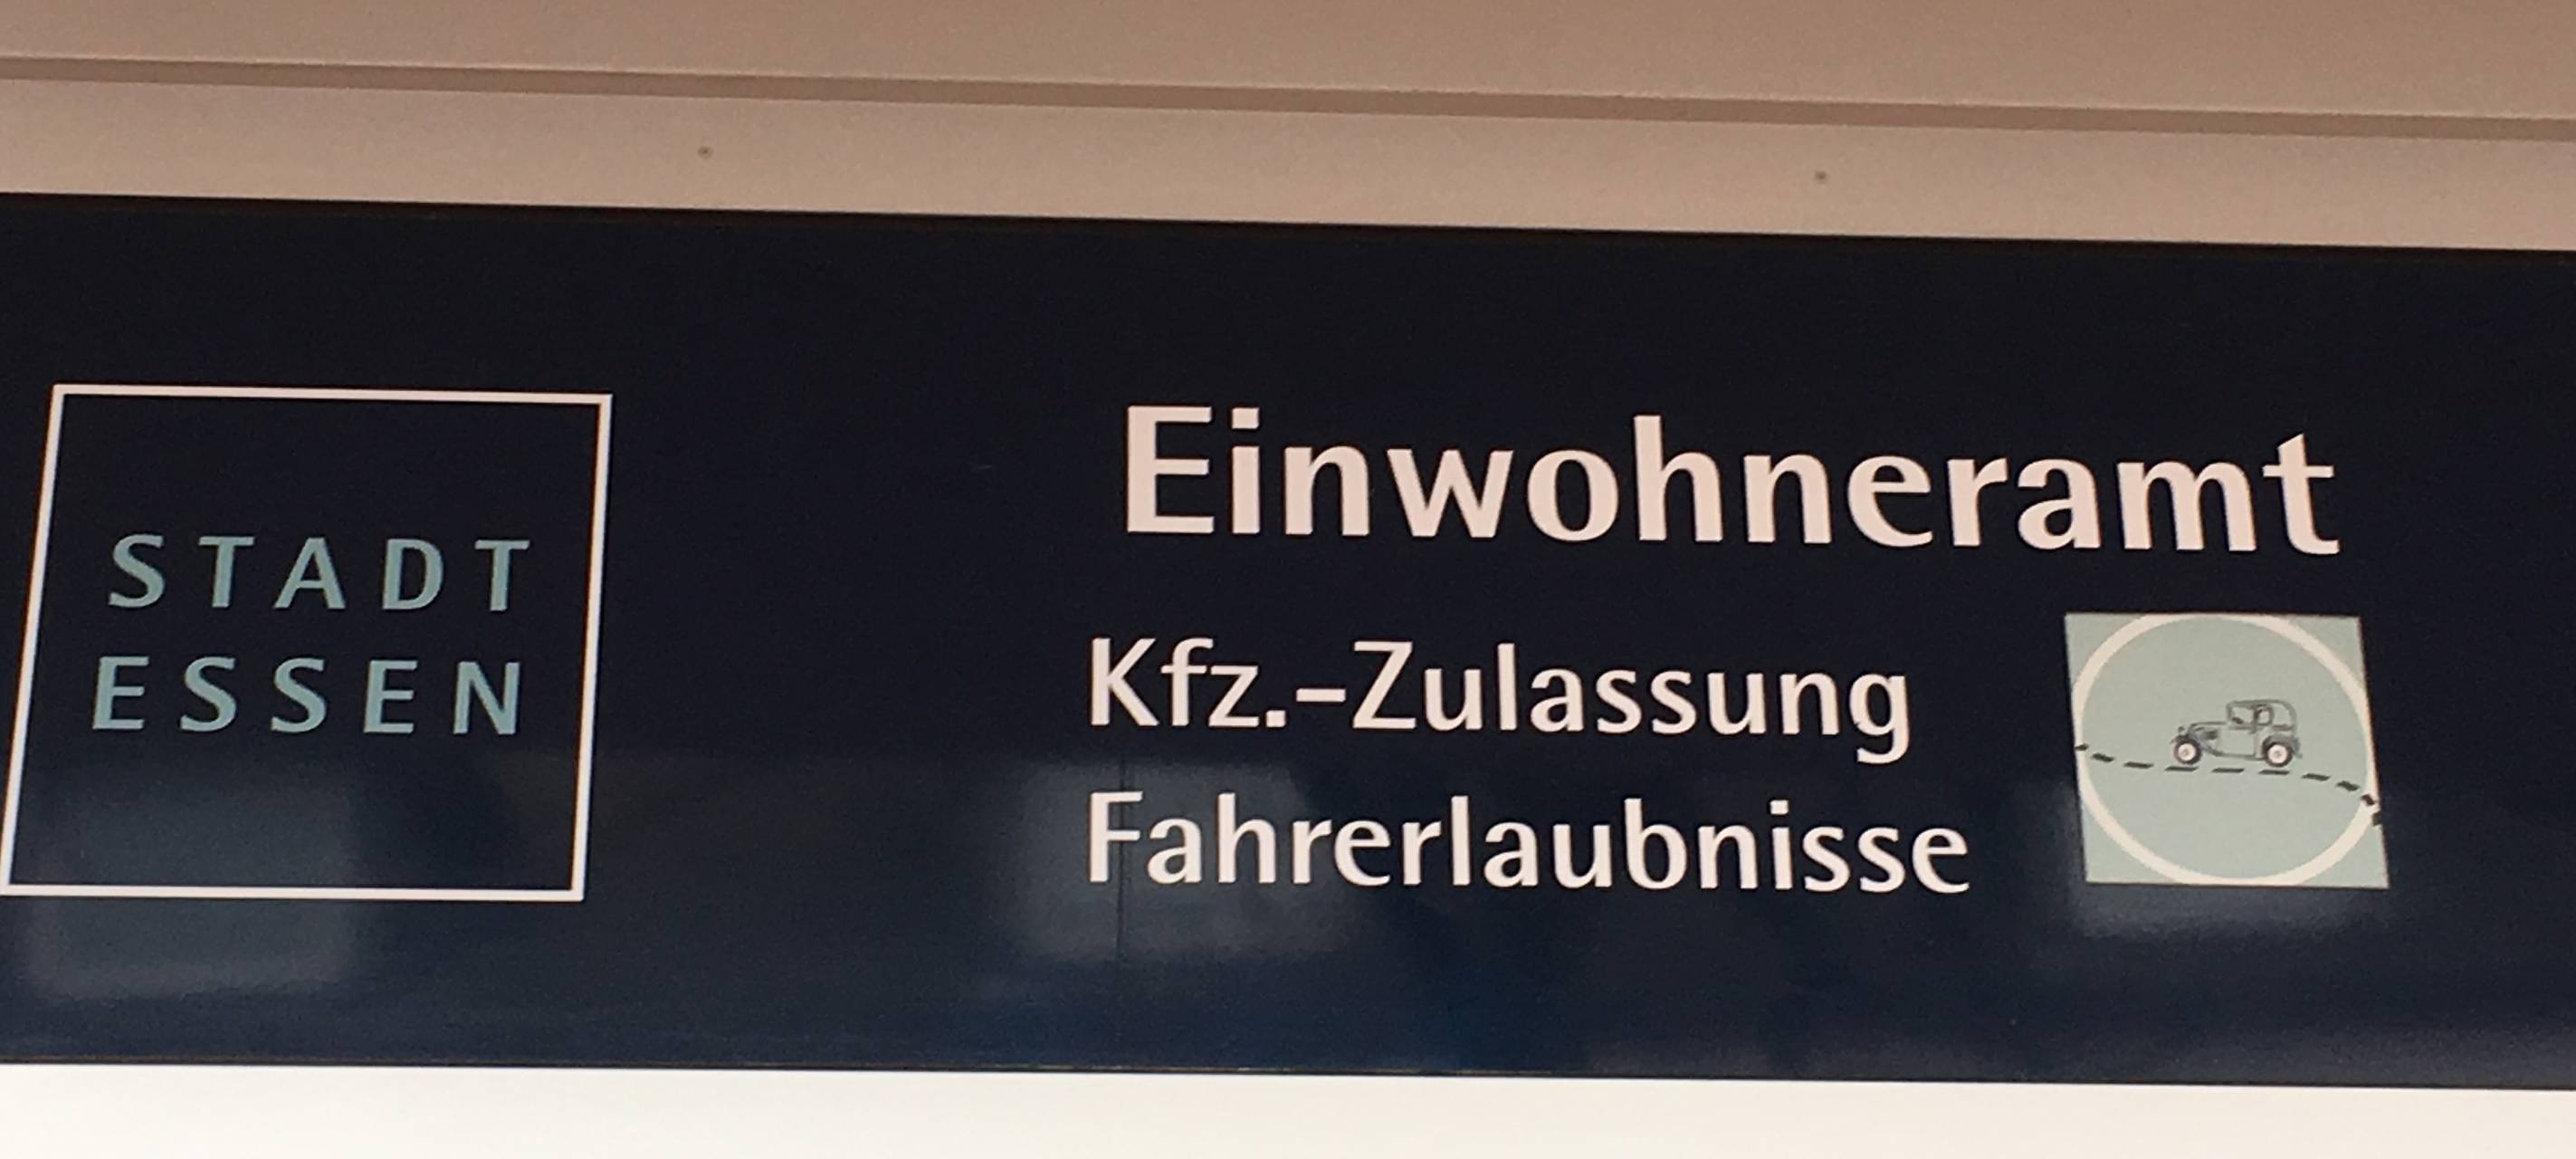 STADT
ESSEN
Einwohneramt
Kfz.-Zulassung
Fahrerlaubnisse